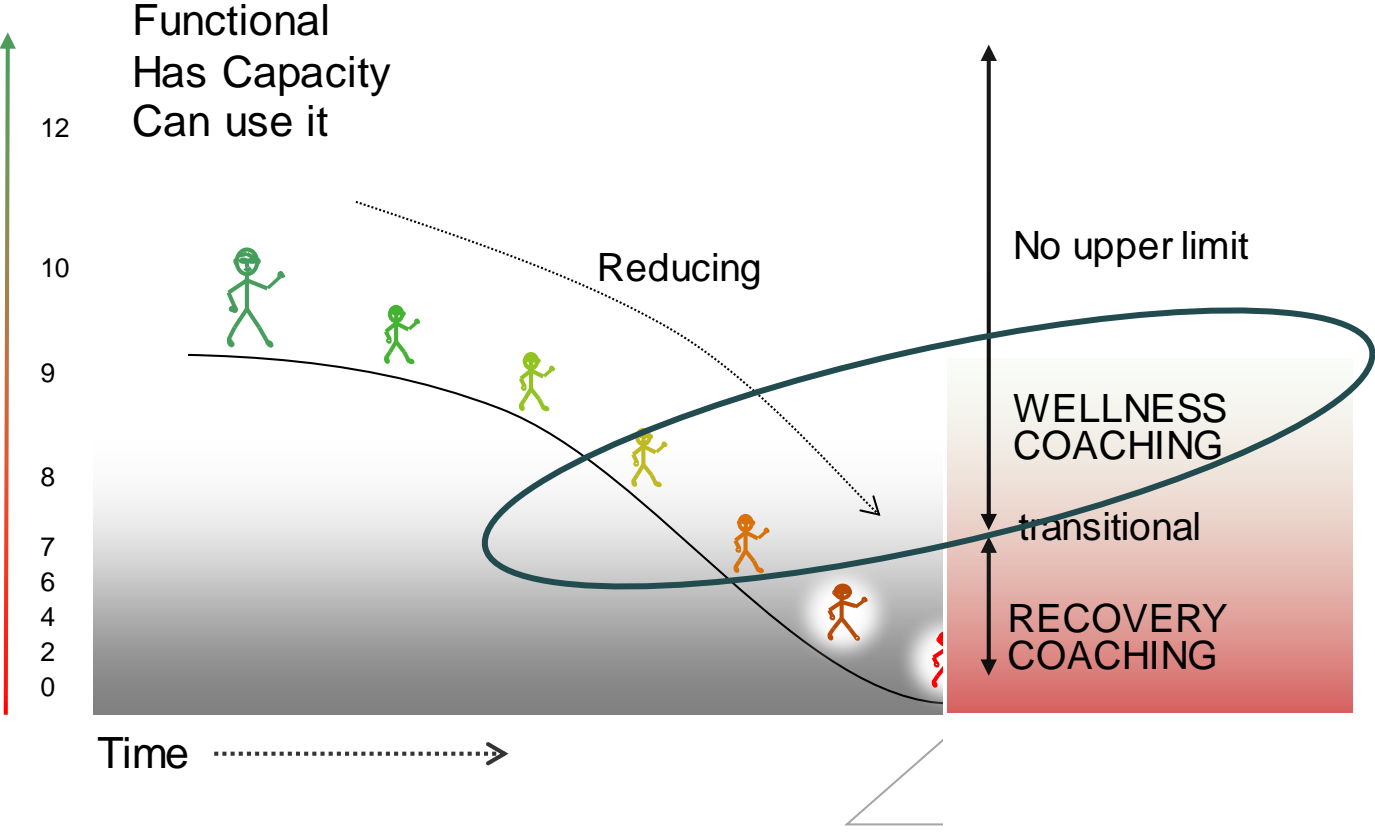 Functional
Has Capacity
Can use it
12
10
9
8
7
6
4
2
0
Reducing
No upper limit
WELLNESS
COACHING
transitional
RECOVERY
COACHING
Time